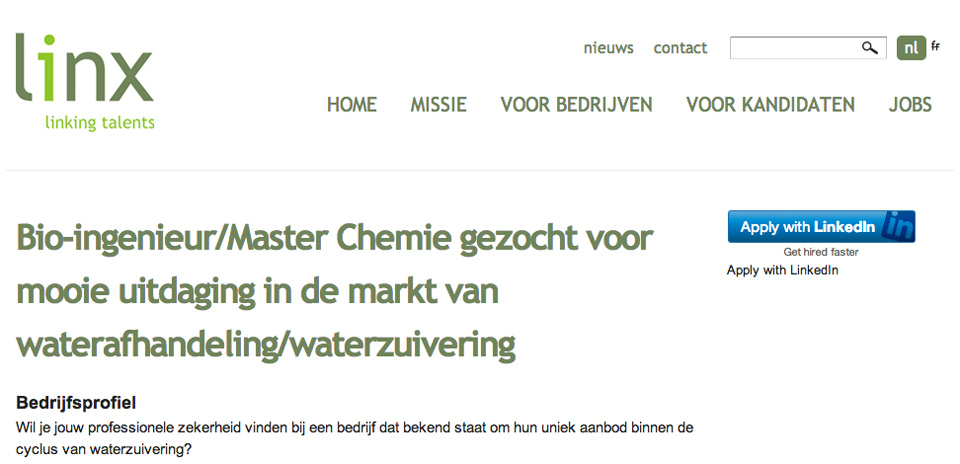 linx
linking talents
nieuws contact nl fr
HOME MISSIE VOOR BEDRIJVEN VOOR KANDIDATEN JOBS
Bio-ingenieur/Master Chemie gezocht voor
mooie uitdaging in de markt van
waterafhandeling/waterzuivering
Apply with LinkedIn in
Get hired faster
Apply with LinkedIn
Bedrijfsprofiel
Wil je jouw professionele zekerheid vinden bij een bedrijf dat bekend staat om hun uniek aanbod binnen de
cyclus van waterzuivering?